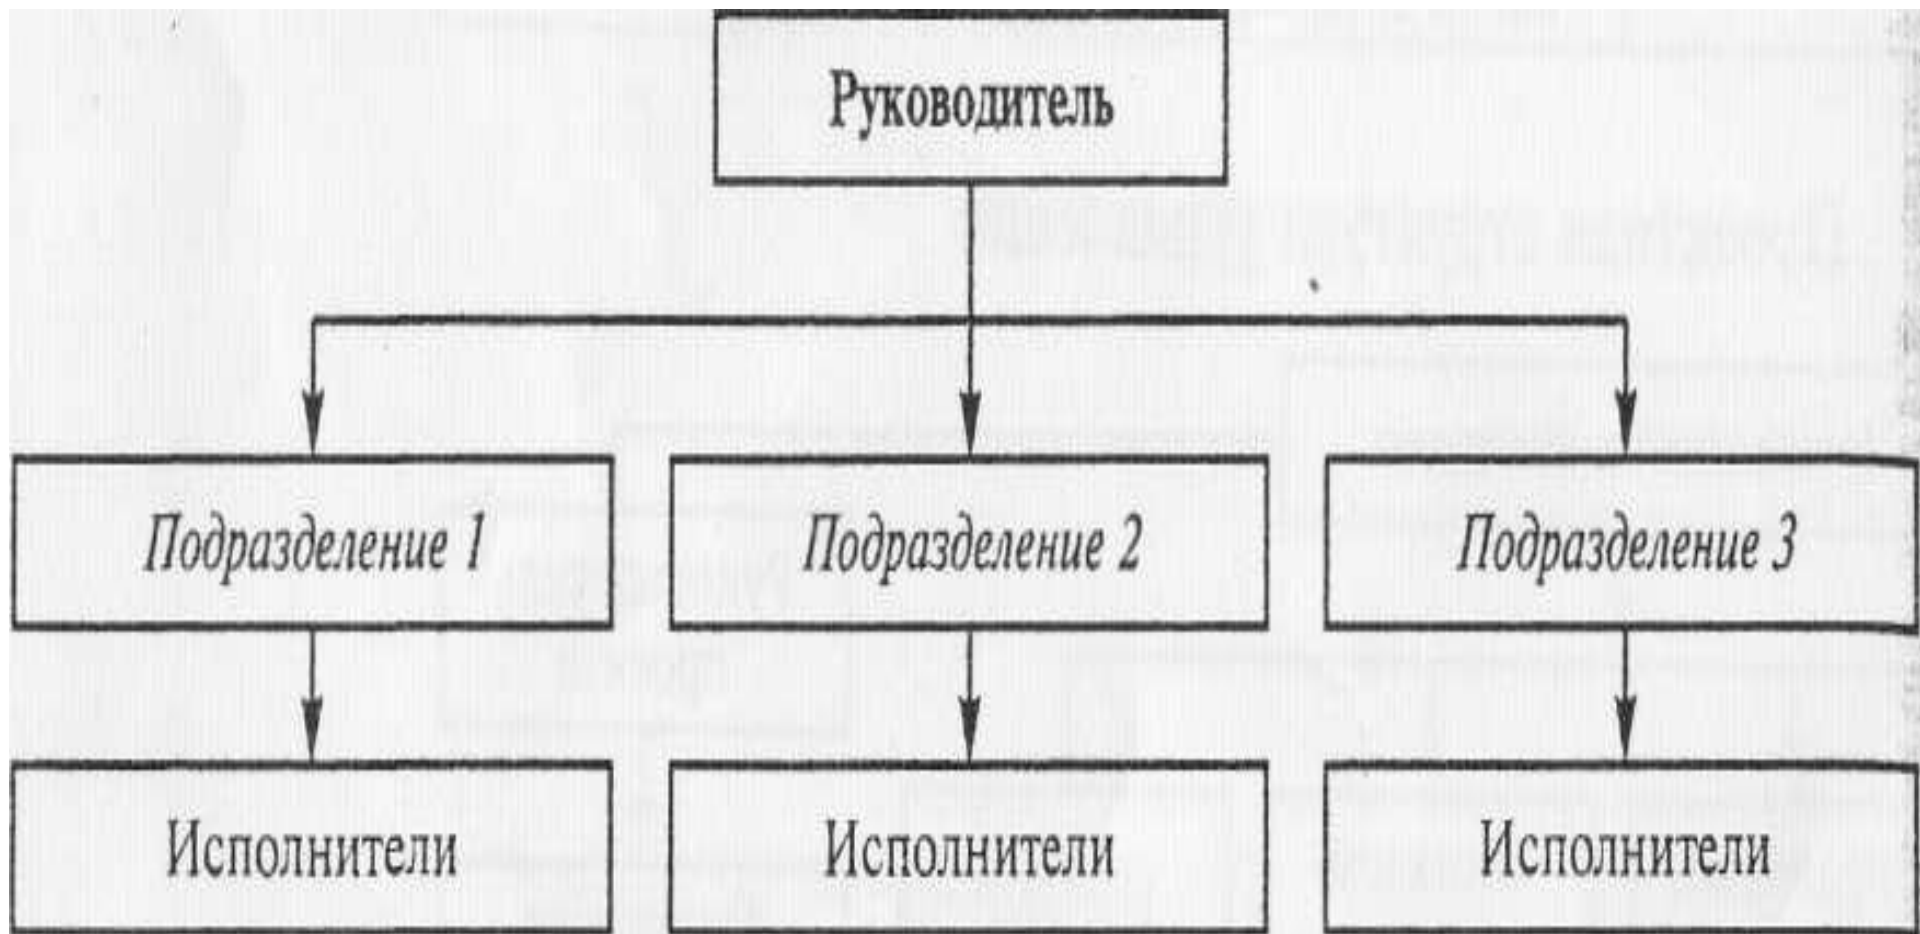 Руководитель
Подразделение 1
Подразделение 2
Подразделение 3
Исполнители
Исполнители
Исполнители